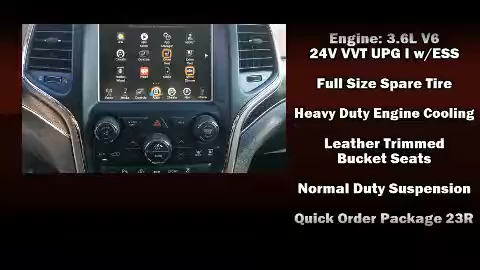 Engine: 3.6L V6
24V VVT UPG I w/ESS
Full Size Spare Tire
Heavy Duty Engine Cooling
Leather Trimmed
Bucket Seats
Normal Duty Suspension
Quick Order Package 23R